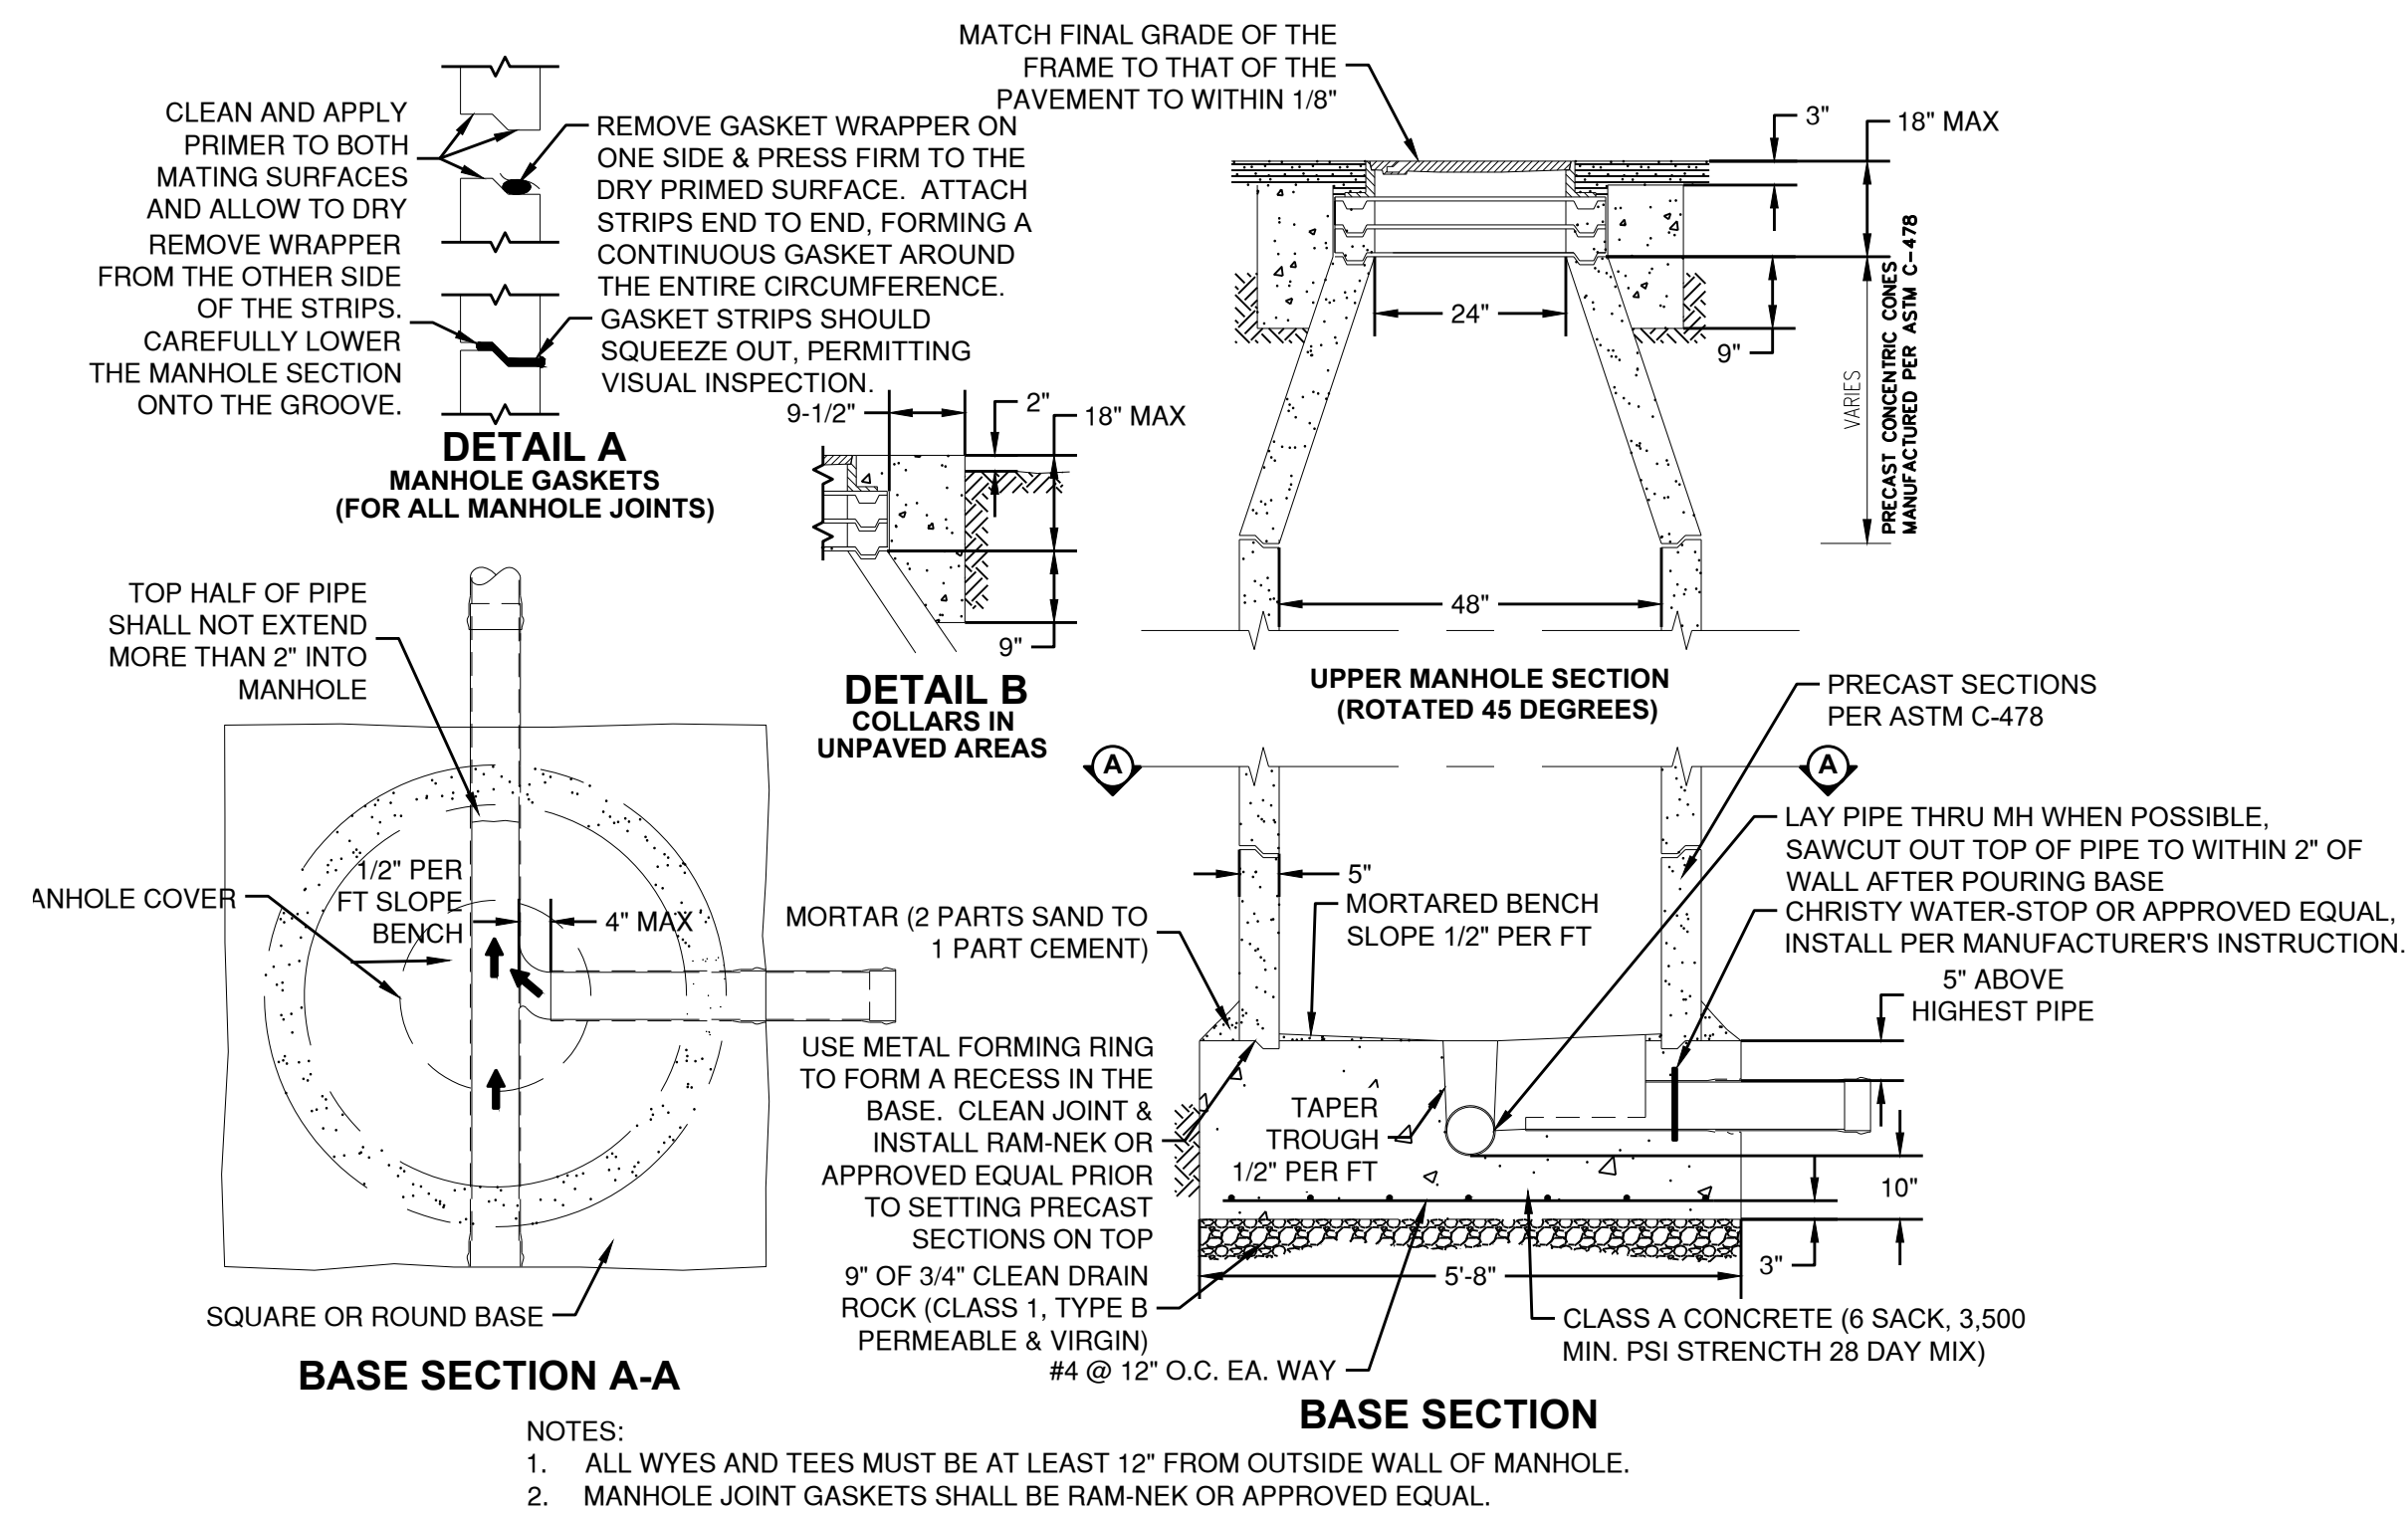 CLEAN AND APPLY
PRIMER TO BOTH
MATING SURFACES
AND ALLOW TO DRY
REMOVE WRAPPER
FROM THE OTHER SIDE
OF THE STRIPS.
CAREFULLY LOWER
THE MANHOLE SECTION
ONTO THE GROOVE.
REMOVE GASKET WRAPPER ON
ONE SIDE & PRESS FIRM TO THE
DRY PRIMED SURFACE. ATTACH
STRIPS END TO END, FORMING A
CONTINUOUS GASKET AROUND
THE ENTIRE CIRCUMFERENCE.
GASKET STRIPS SHOULD
SQUEEZE OUT, PERMITTING
VISUAL INSPECTION.
DETAIL A
MANHOLE GASKETS
(FOR ALL MANHOLE JOINTS)
MATCH FINAL GRADE OF THE
FRAME TO THAT OF THE
PAVEMENT TO WITHIN 1/8"
3"
18" MAX
24"
9"
VARIES
PRECAST CONCENTRIC CONES
MANUFACTURED PER ASTM C-478
48"
UPPER MANHOLE SECTION
(ROTATED 45 DEGREES)
9-1/2"
2"
18" MAX
9"
DETAIL B
COLLARS IN
UNPAVED AREAS
TOP HALF OF PIPE
SHALL NOT EXTEND
MORE THAN 2" INTO
MANHOLE
1/2" PER
FT SLOPE
BENCH
ANHOLE COVER
4" MAX
SQUARE OR ROUND BASE
BASE SECTION A-A
A
A
PRECAST SECTIONS
PER ASTM C-478
LAY PIPE THRU MH WHEN POSSIBLE,
SAWCUT OUT TOP OF PIPE TO WITHIN 2" OF
WALL AFTER POURING BASE
CHRISTY WATER-STOP OR APPROVED EQUAL,
INSTALL PER MANUFACTURER'S INSTRUCTION.
5" ABOVE
HIGHEST PIPE
5"
MORTARED BENCH
SLOPE 1/2" PER FT
MORTAR (2 PARTS SAND TO
1 PART CEMENT)
USE METAL FORMING RING
TO FORM A RECESS IN THE
BASE. CLEAN JOINT &
INSTALL RAM-NEK OR
APPROVED EQUAL PRIOR
TO SETTING PRECAST
SECTIONS ON TOP
TAPER
TROUGH
1/2" PER FT
10"
3"
5'-8"
9" OF 3/4" CLEAN DRAIN
ROCK (CLASS 1, TYPE B
PERMEABLE & VIRGIN)
#4 @ 12" O.C. EA. WAY
CLASS A CONCRETE (6 SACK, 3,500
MIN. PSI STRENCTH 28 DAY MIX)
BASE SECTION
NOTES:
1. ALL WYES AND TEES MUST BE AT LEAST 12" FROM OUTSIDE WALL OF MANHOLE.
2. MANHOLE JOINT GASKETS SHALL BE RAM-NEK OR APPROVED EQUAL.